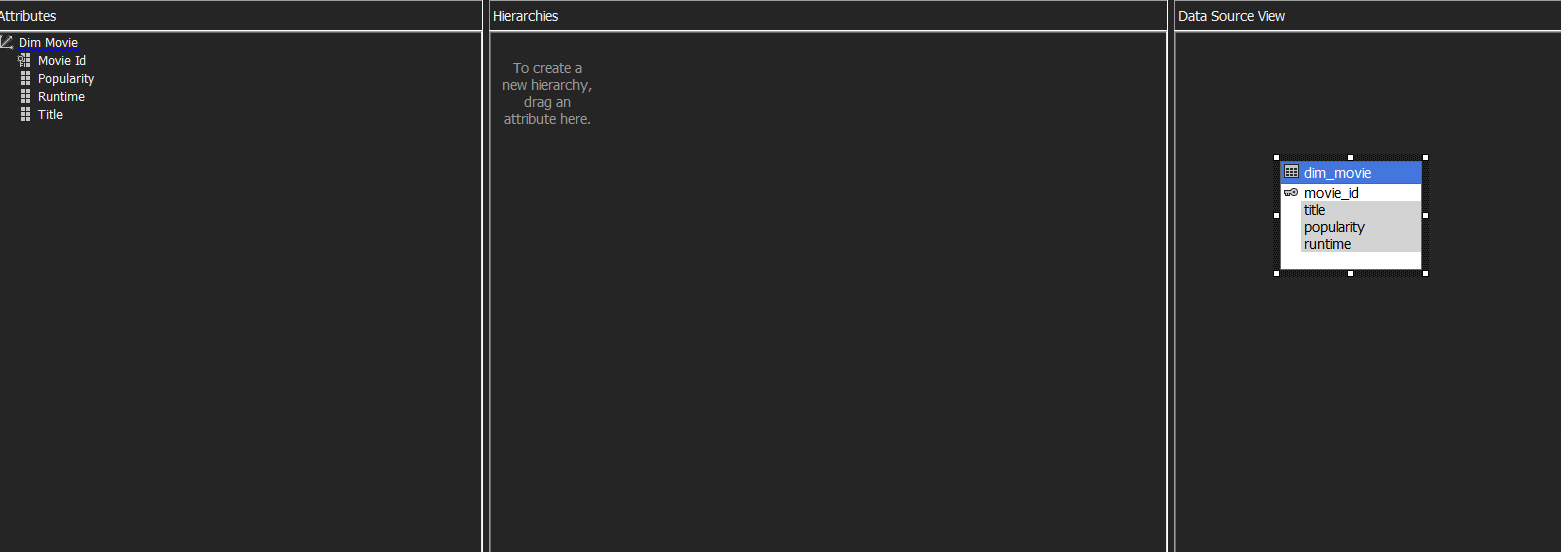 Attributes
Dim Movie
Movie Id
Popularity
Runtime
Title
Hierarchies
To create a
new hierarchy,
drag an
attribute here.
Data Source View
dim_movie
movie_id
title
popularity
runtime